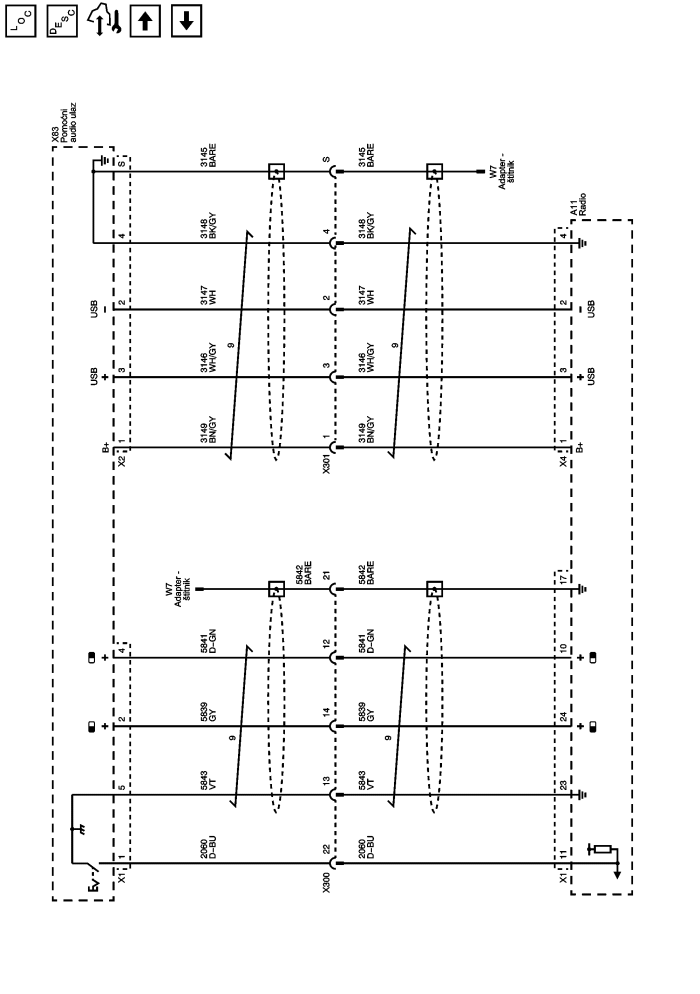 LOC
DESC
X83
Pomoćni
audio ulaz
S
3145
BARE
S
3145
BARE
W7
Adapter -
štitnik
A11
Radio
4
3148
BK/GY
4
3148
BK/GY
4
USB
–
2
3147
WH
2
3147
WH
2
–
USB
9
9
USB
+
3
3146
WH/GY
3
3146
WH/GY
3
+
USB
B+
1
X2
3149
BN/GY
1
X301
3149
BN/GY
1
X4
B+
W7
Adapter -
štitnik
5842
BARE
21
5842
BARE
17
+
4
5841
D–GN
12
5841
D–GN
10
+
+
2
5839
GY
14
5839
GY
24
+
9
9
5
5843
VT
13
5843
VT
23
1
X1
2060
D–BU
22
X300
2060
D–BU
11
X1